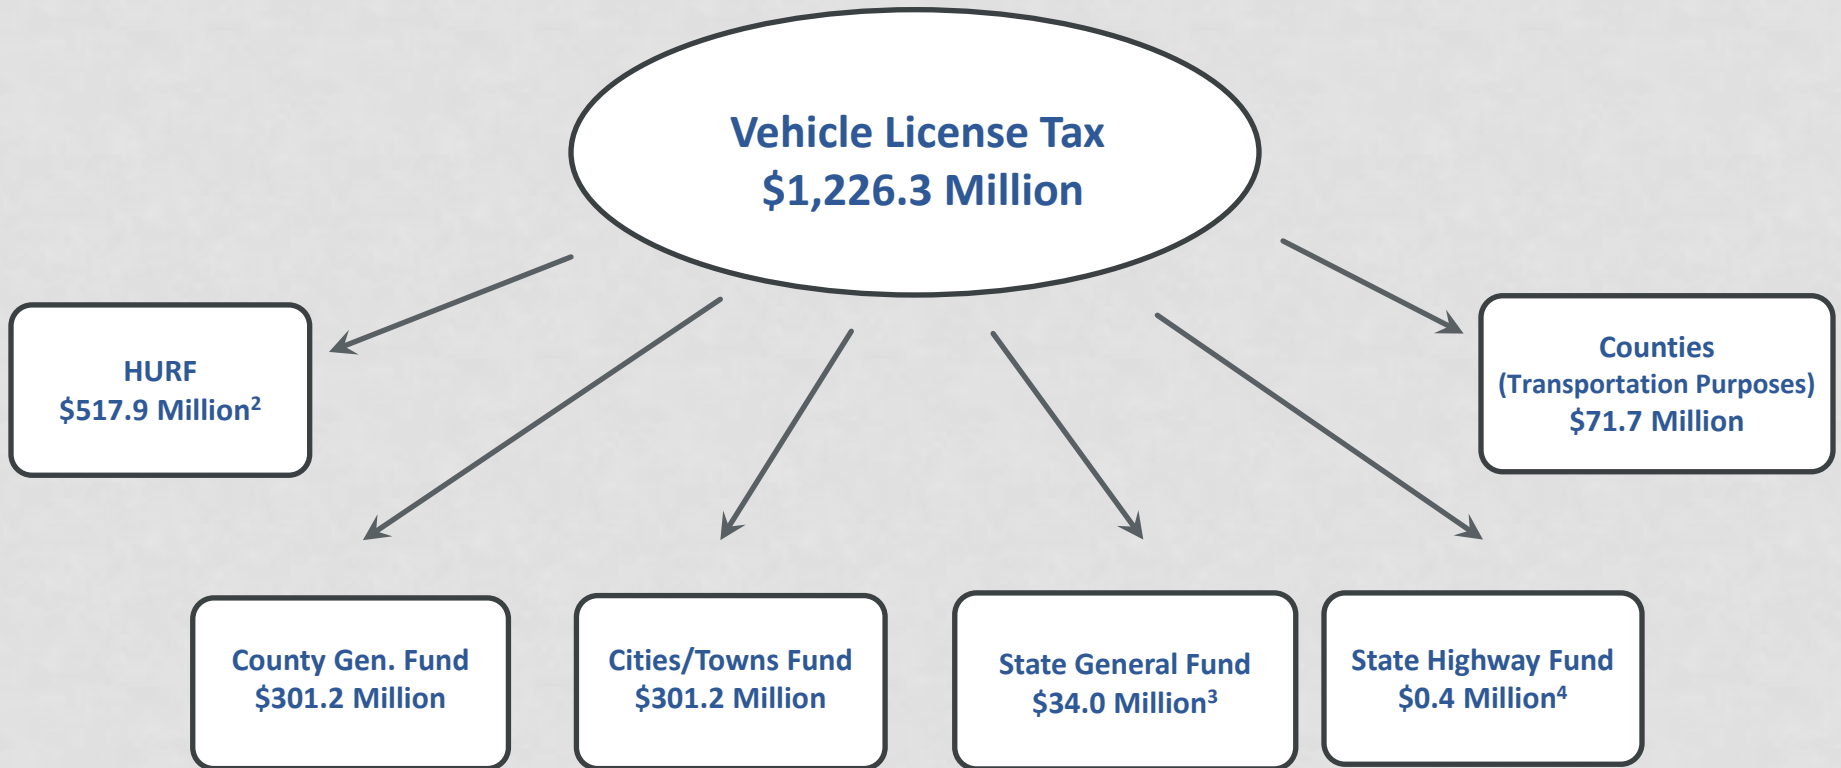 Vehicle License Tax
$1,226.3 Million
HURF
$517.9 Million²
Counties
(Transportation Purposes)
$71.7 Million
County Gen. Fund
$301.2 Million
Cities/Towns Fund
$301.2 Million
State General Fund
$34.0 Million³
State Highway Fund
$0.4 Million⁴